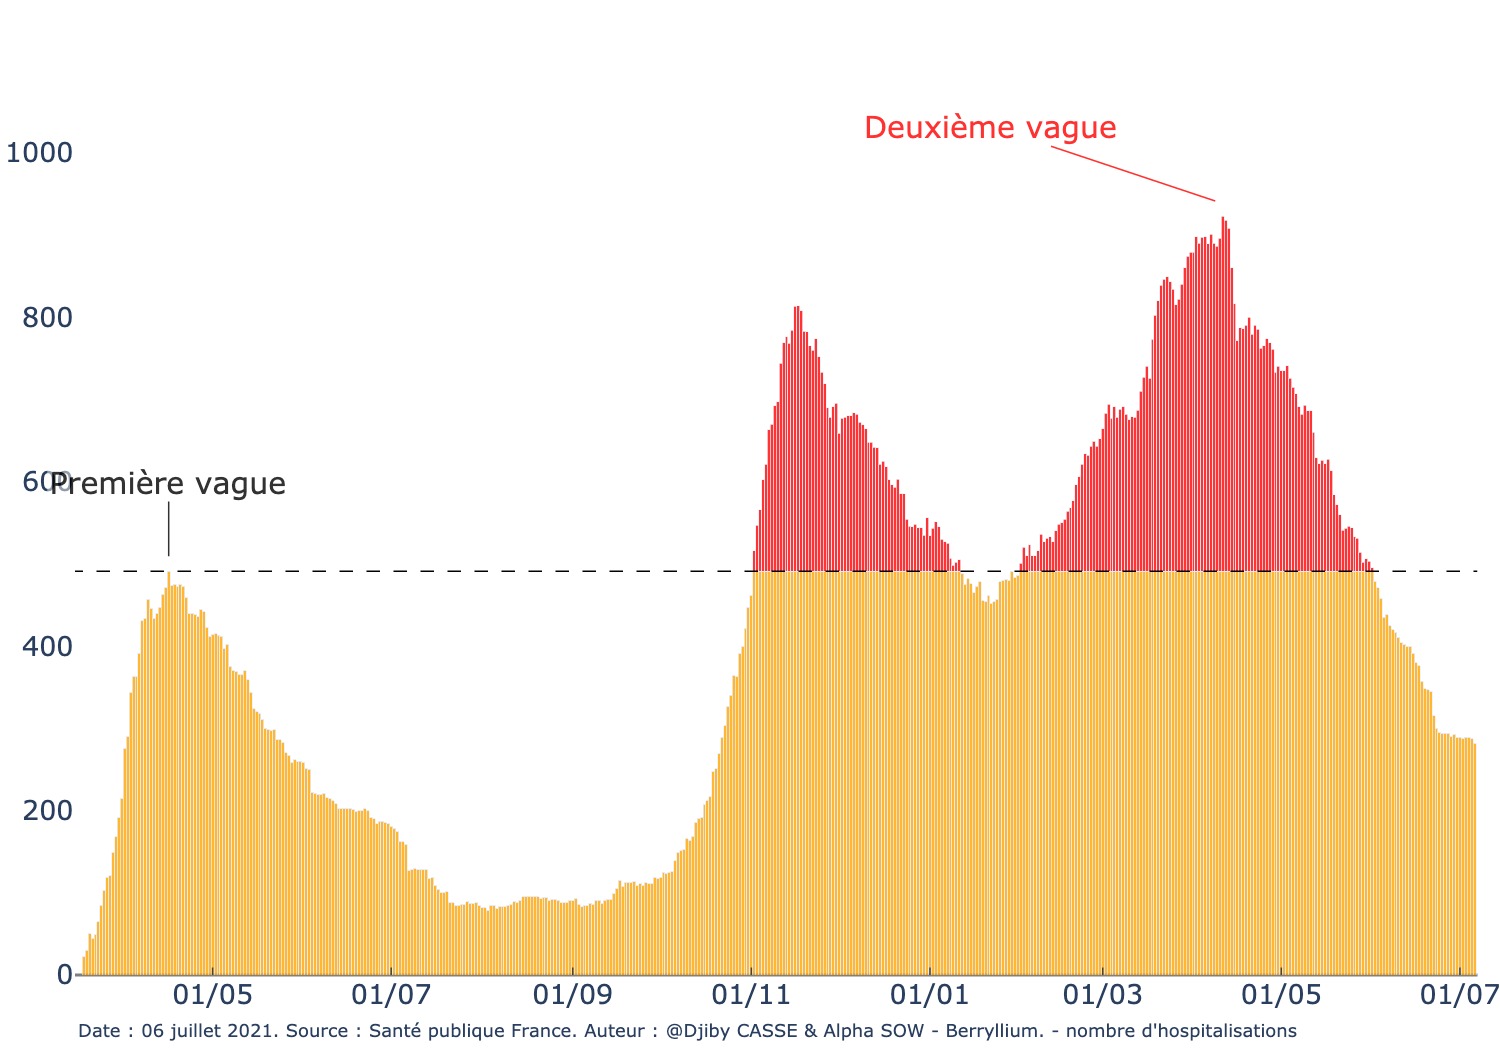 Deuxième vague
1000
800
600
Première vague
400
200
0
01/05 01/07 01/09 01/11 01/01 01/03 01/05 01/07
Date : 06 juillet 2021. Source : Santé publique France. Auteur : @Djiby CASSE & Alpha SOW - Berryllium. - nombre d'hospitalisations